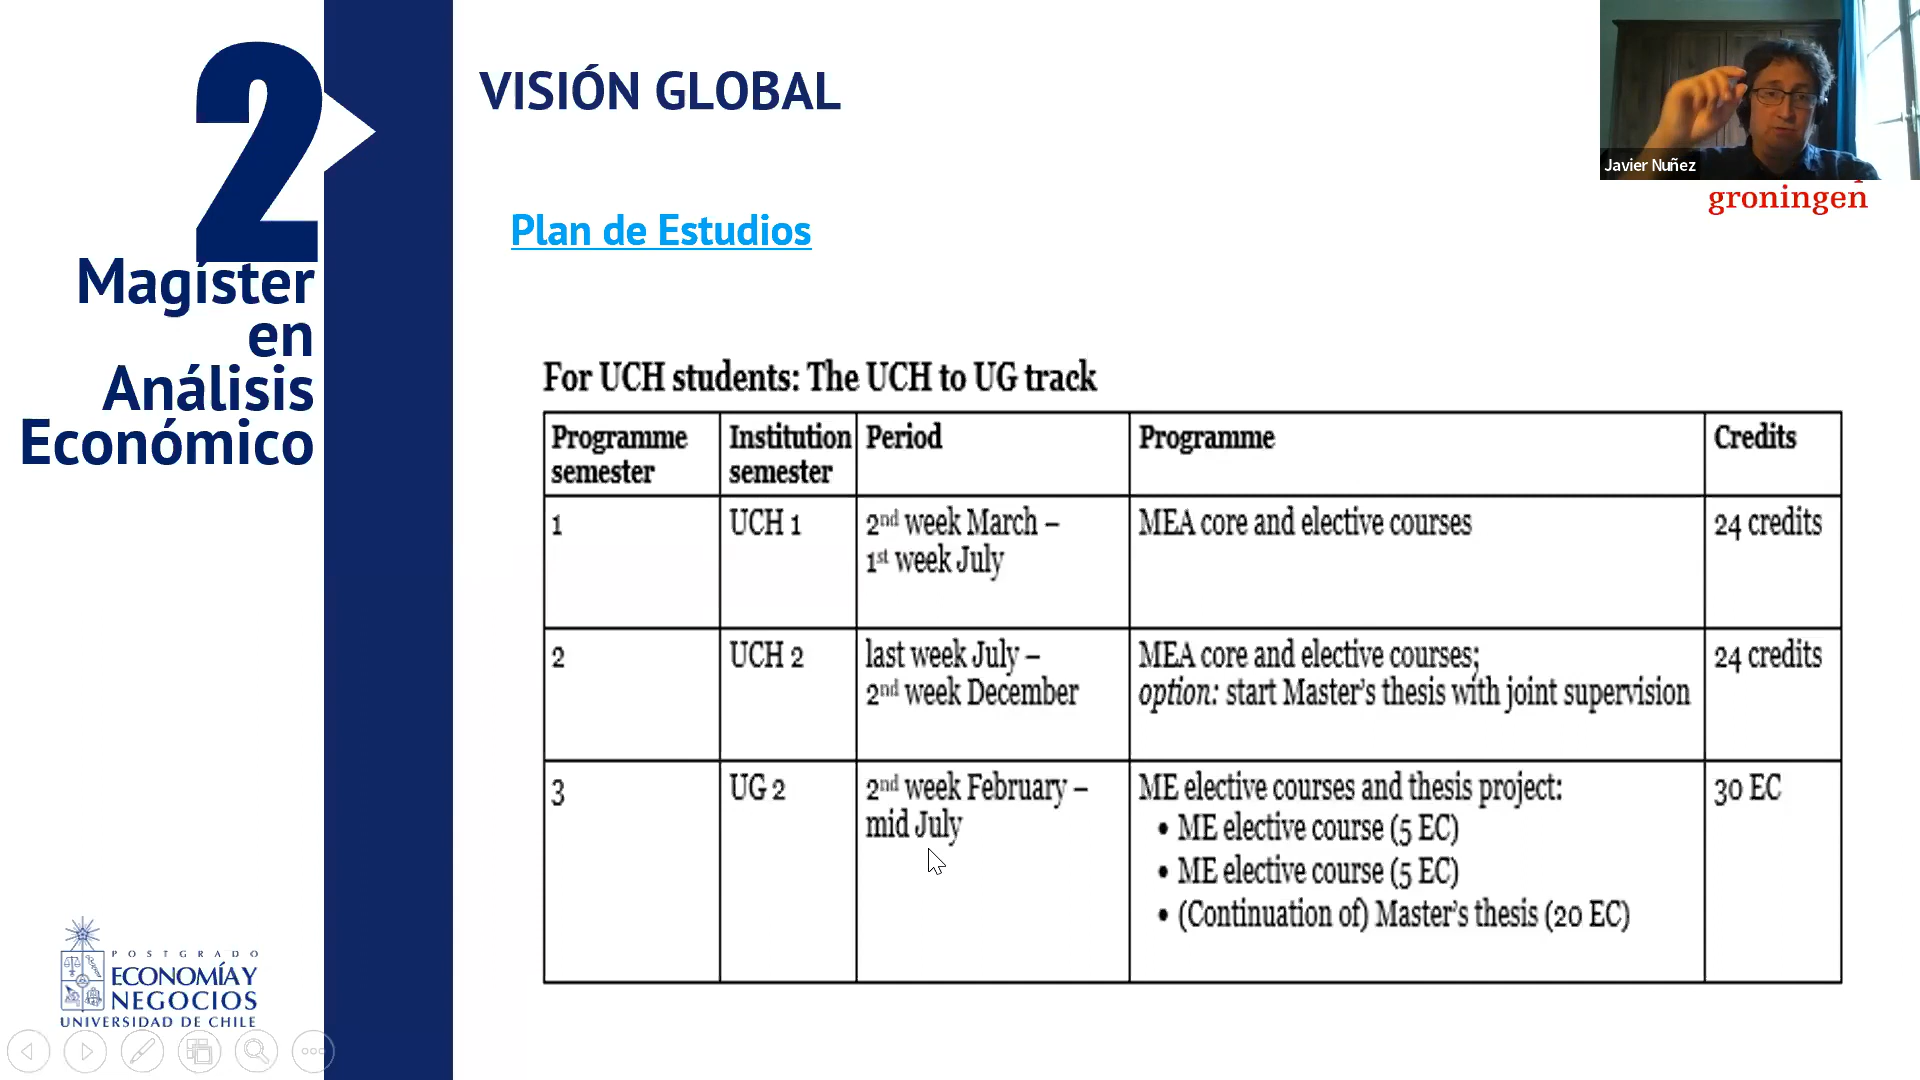 2
Magíster
en
Análisis
Económico
VISIÓN GLOBAL
Javier Nuñez
groningen
Plan de Estudios
For UCH students: The UCH to UG track
Programme semester | Institution semester | Period | Programme | Credits
1 | UCH 1 | 2nd week March – 1st week July | MEA core and elective courses | 24 credits
2 | UCH 2 | last week July – 2nd week December | MEA core and elective courses; option: start Master's thesis with joint supervision | 24 credits
3 | UG 2 | 2nd week February – mid July | ME elective courses and thesis project: | 30 EC
• ME elective course (5 EC)
• ME elective course (5 EC)
• (Continuation of) Master's thesis (20 EC)
POSTGRADO
ECONOMÍA Y
NEGOCIOS
UNIVERSIDAD DE CHILE